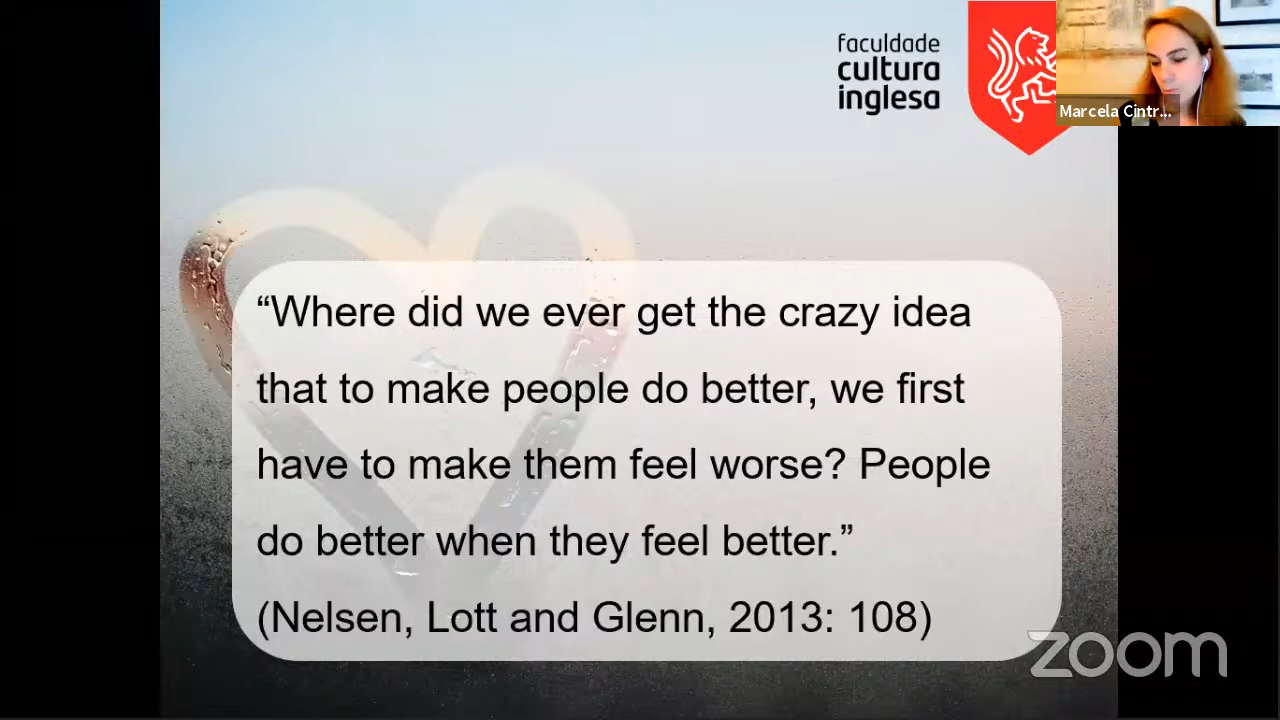 faculdade
cultura
inglesa
Marcela Cintr...
“Where did we ever get the crazy idea
that to make people do better, we first
have to make them feel worse? People
do better when they feel better.”
(Nelsen, Lott and Glenn, 2013: 108)
zoom